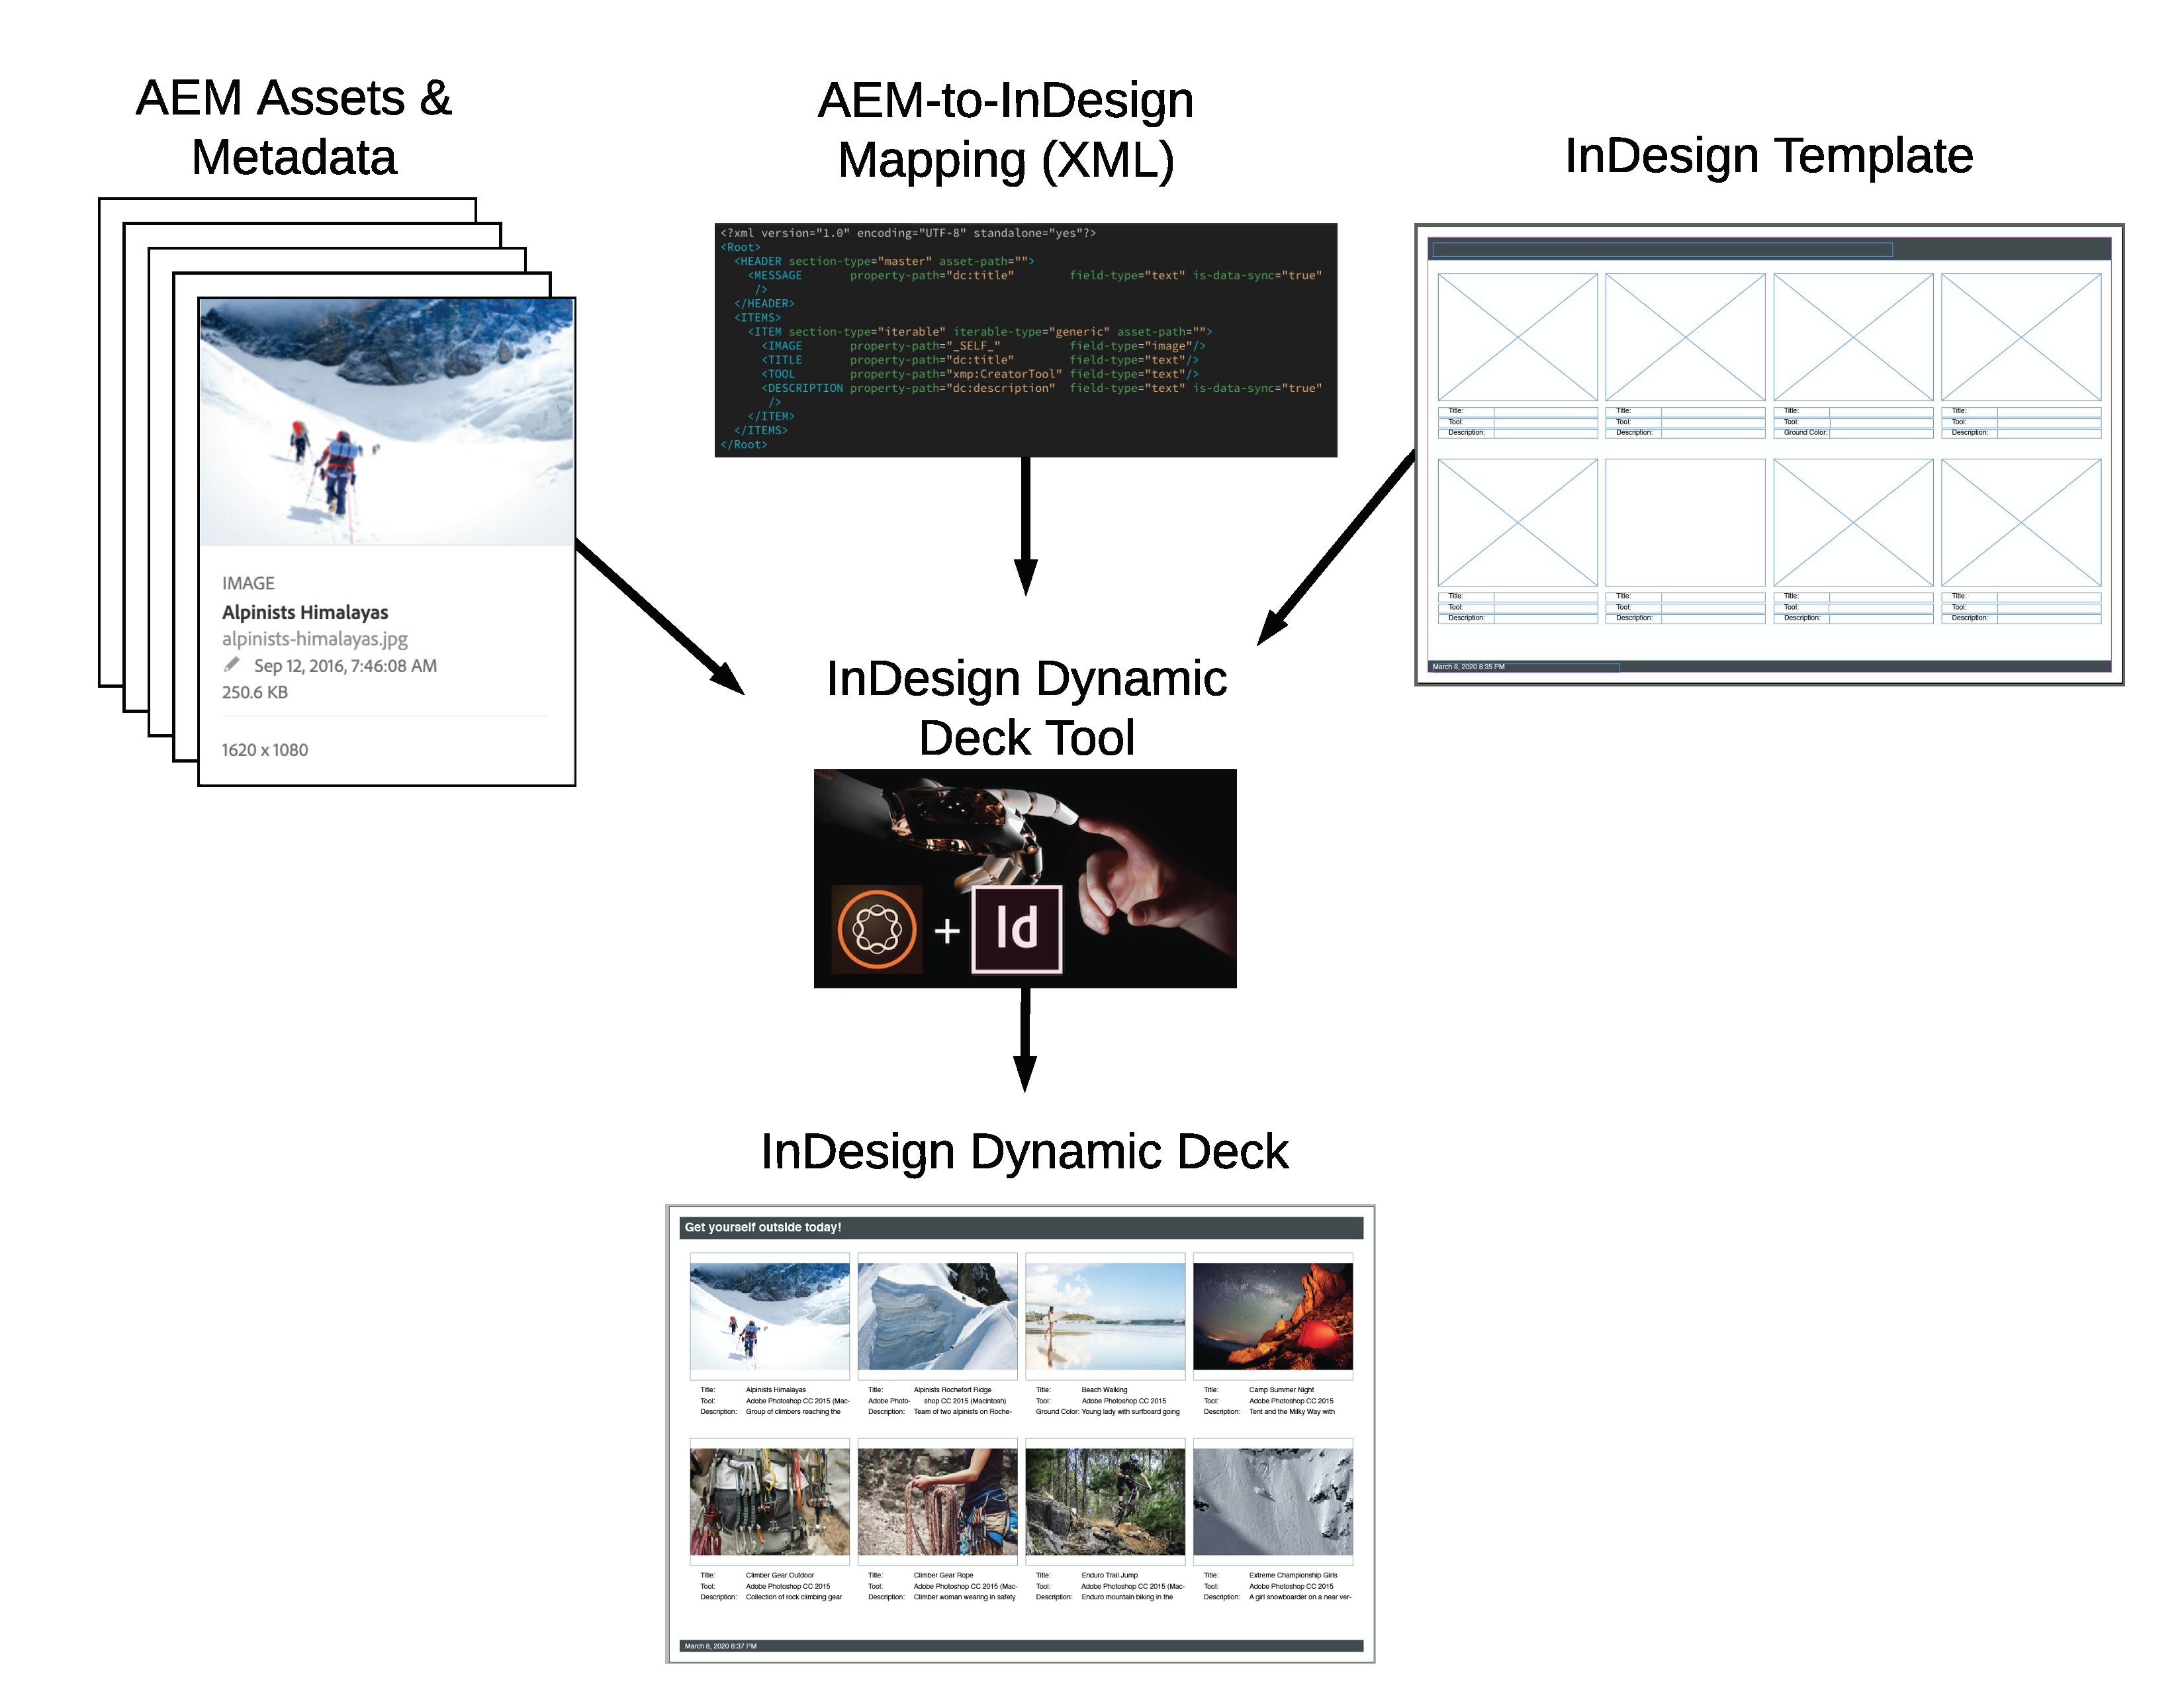 AEM Assets &
Metadata
IMAGE
Alpinists Himalayas
alpinists-himalayas.jpg
Sep 12, 2016, 7:46:08 AM
250.6 KB
1620 x 1080
AEM-to-InDesign
Mapping (XML)
<?xml version="1.0" encoding="UTF-8" standalone="yes"?>
<Root>
<HEADER section-type="master" asset-path="">
<MESSAGE property-path="dc:title" field-type="text" is-data-sync="true"
/>
</HEADER>
<ITEMS>
<ITEM section-type="iterable" iterable-type="generic" asset-path="">
<IMAGE property-path="_SELF_" field-type="image"/>
<TITLE property-path="dc:title" field-type="text"/>
<TOOL property-path="xmp:CreatorTool" field-type="text"/>
<DESCRIPTION property-path="dc:description" field-type="text" is-data-sync="true"
/>
</ITEM>
</ITEMS>
</Root>
InDesign Template
Title: Title: Title: Title:
Tool: Tool: Tool: Tool:
Description: Description: Ground Color: Description:
Title: Title: Title: Title:
Tool: Tool: Tool: Tool:
Description: Description: Description: Description:
March 8, 2020 8:35 PM
InDesign Dynamic
Deck Tool
+ Id
InDesign Dynamic Deck
Get yourself outside today!
Title: Alpinists Himalayas Title: Alpinists Rochefort Ridge Title: Beach Walking Title: Camp Summer Night
Tool: Adobe Photoshop CC 2015 (Mac- Adobe Photo- shop CC 2015 (Macintosh) Tool: Adobe Photoshop CC 2015 Tool: Adobe Photoshop CC 2015
Description: Group of climbers reaching the Description: Team of two alpinists on Roche- Ground Color: Young lady with surfboard going Description: Tent and the Milky Way with
Title: Climber Gear Outdoor Title: Climber Gear Rope Title: Enduro Trail Jump Title: Extreme Championship Girls
Tool: Adobe Photoshop CC 2015 Tool: Adobe Photoshop CC 2015 (Mac- Tool: Adobe Photoshop CC 2015 (Mac- Tool: Adobe Photoshop CC 2015
Description: Collection of rock climbing gear Description: Climber woman wearing in safety Description: Enduro mountain biking in the Description: A girl snowboarder on a near ver-
March 8, 2020 8:37 PM